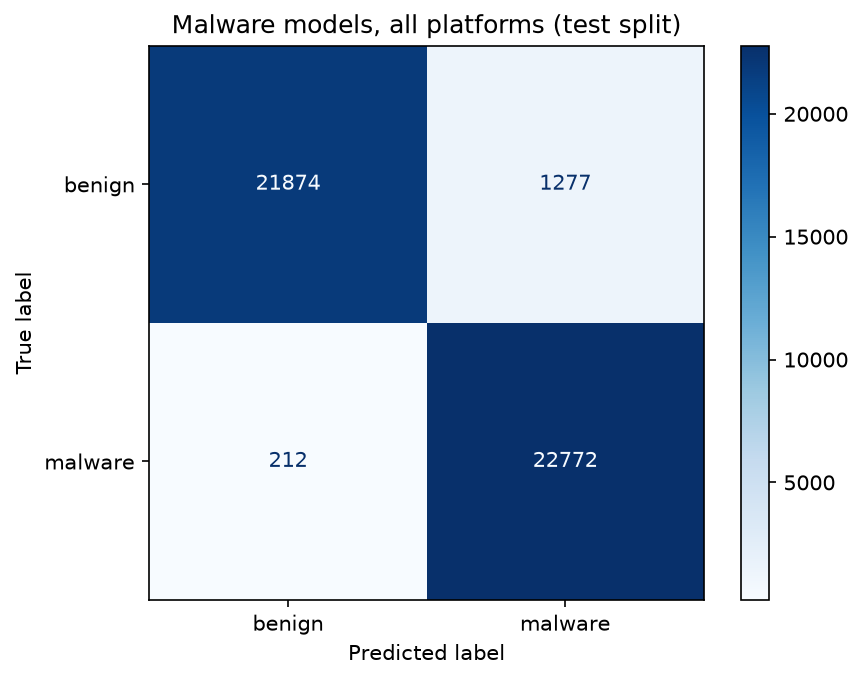 Malware models, all platforms (test split)
True label
benign
21874
1277
malware
212
22772
benign
malware
Predicted label
20000
15000
10000
5000